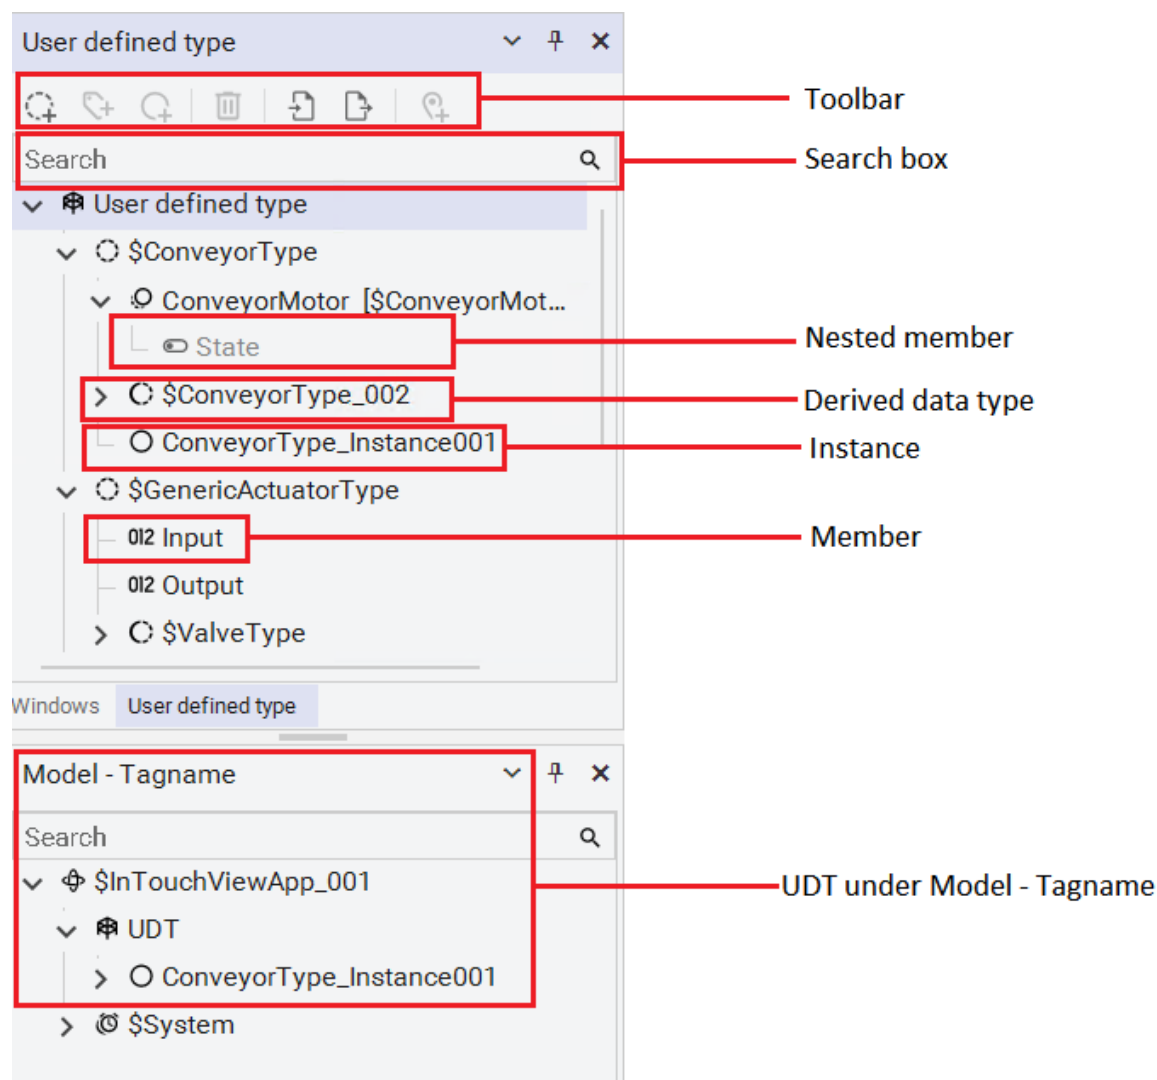 User defined type
Toolbar
Search
Search box
User defined type
$ConveyorType
ConveyorMotor [$ConveyorMot...
State
Nested member
$ConveyorType_002
Derived data type
ConveyorType_Instance001
Instance
$GenericActuatorType
012 Input
Member
012 Output
$ValveType
Windows
User defined type
Model - Tagname
Search
$InTouchViewApp_001
UDT under Model - Tagname
UDT
ConveyorType_Instance001
$System